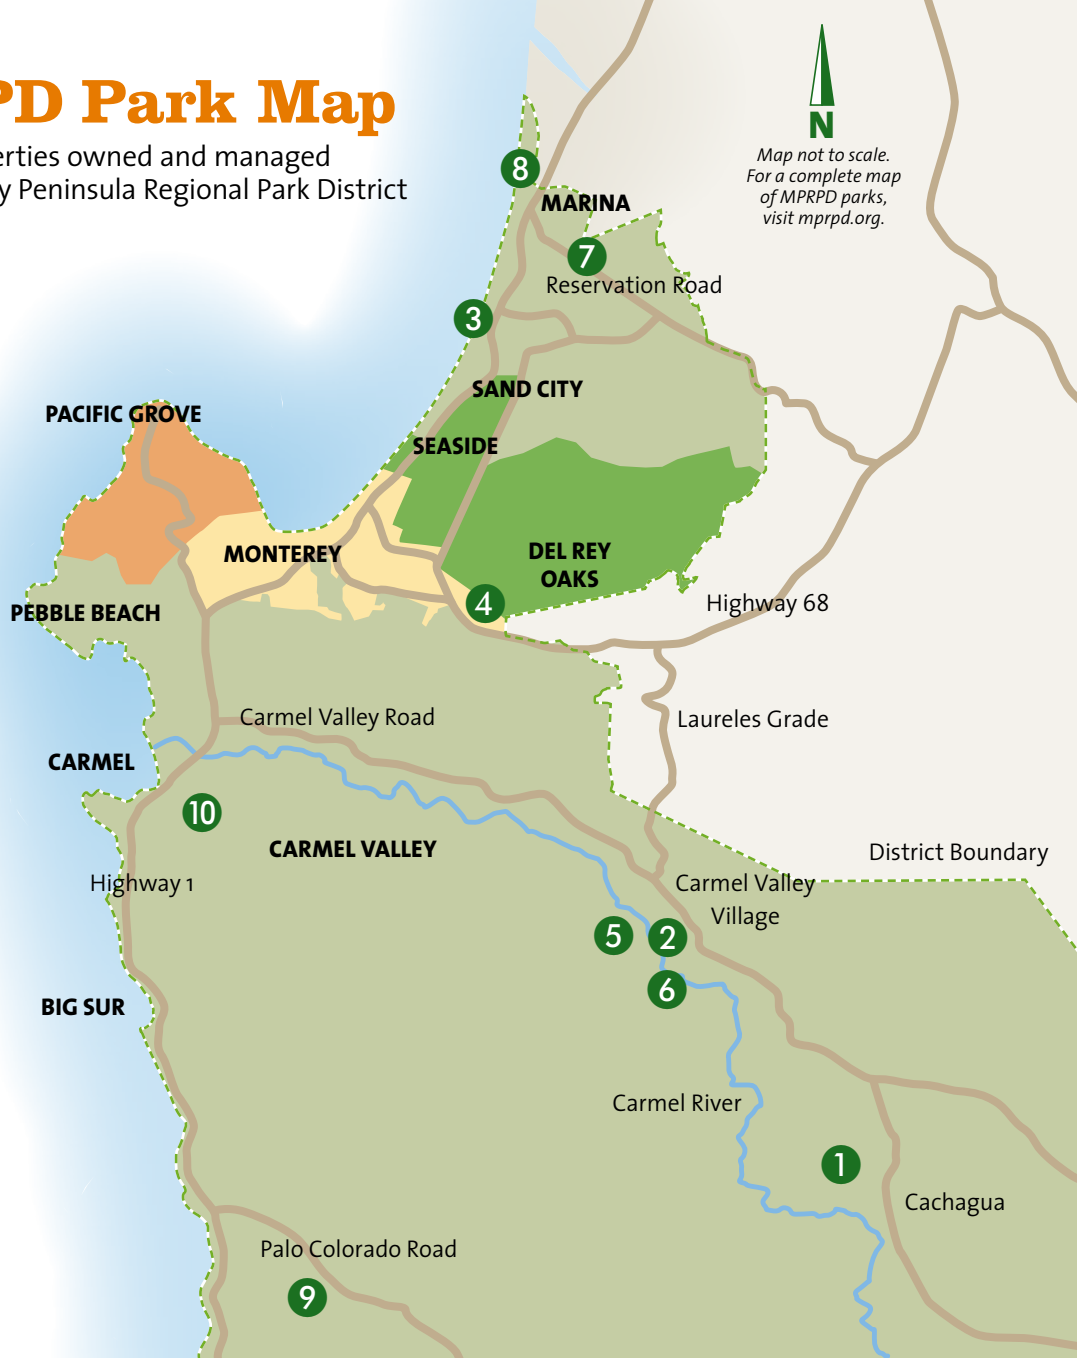 PD Park Map
erties owned and managed
y Peninsula Regional Park District
N
Map not to scale.
For a complete map
of MPRPD parks,
visit mprpd.org.
8
MARINA
7
Reservation Road
3
SAND CITY
PACIFIC GROVE
SEASIDE
MONTEREY
DEL REY
OAKS
4
Highway 68
PEBBLE BEACH
Carmel Valley Road
Laureles Grade
CARMEL
10
CARMEL VALLEY
District Boundary
Highway 1
Carmel Valley
Village
5
2
6
BIG SUR
Carmel River
1
Cachagua
Palo Colorado Road
9